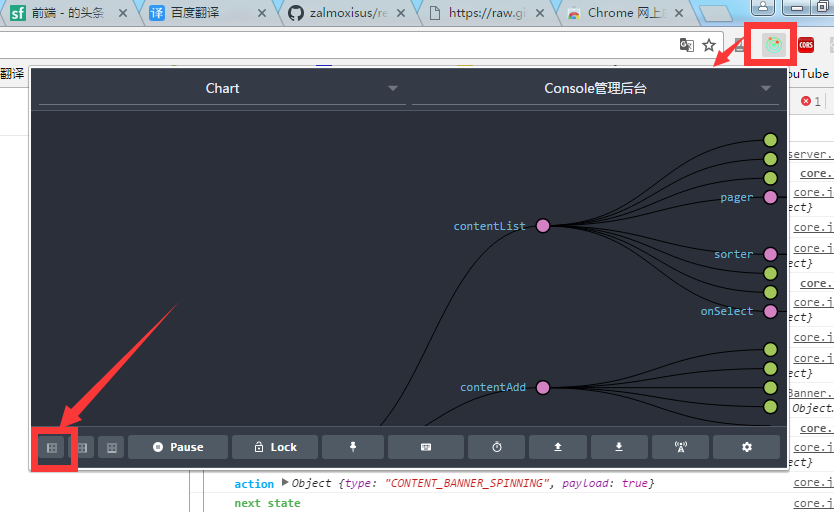 前端 - 的头条
百度翻译
zalmoxisus/re
https://raw.gi
Chrome 网上
CORS
翻译
ouTube
Chart
Console管理后台
1
server.
core.
core.j
ect}
pager
core.j
contentList
core.j
sorter
ect}
core.
core.j
onSelect
ect}
core.j
ect}
contentAdd
Banner.
Object
core.
core.j
Pause
Lock
ect}
action Object {type: "CONTENT_BANNER_SPINNING", payload: true}
core.j
next state
core.j